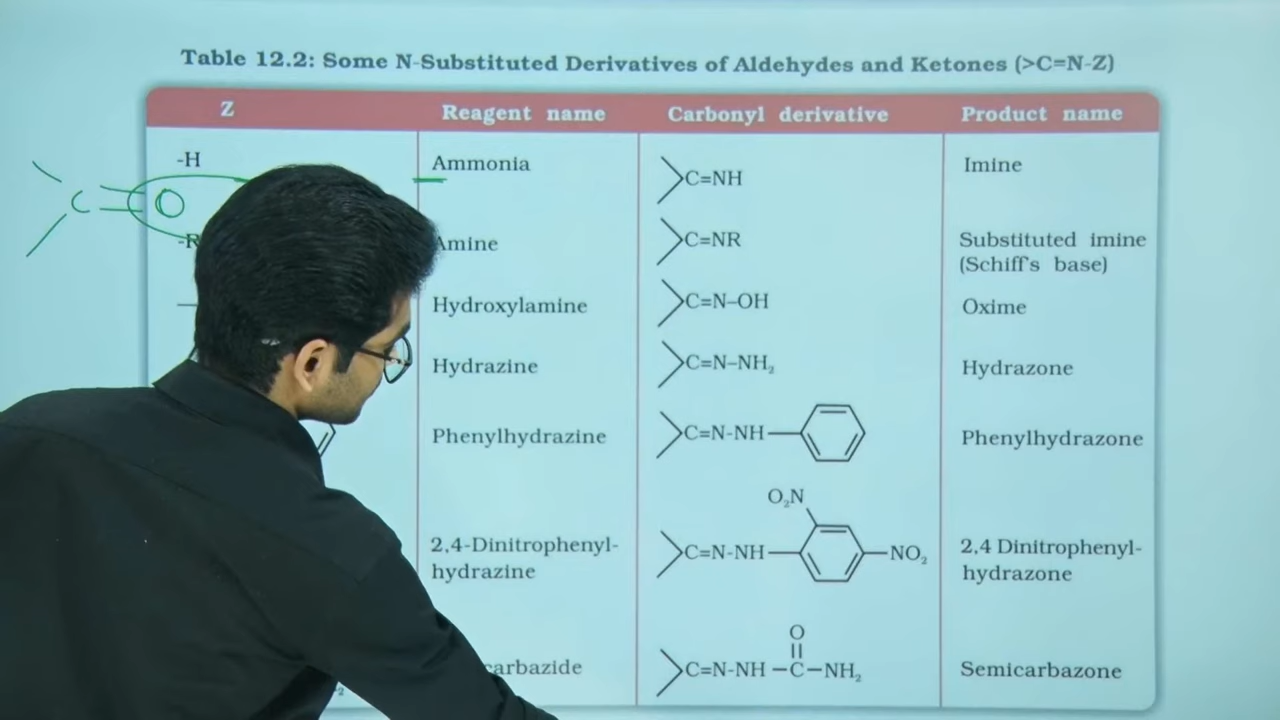 Table 12.2: Some N-Substituted Derivatives of Aldehydes and Ketones (>C=N-Z)
Z Reagent name Carbonyl derivative Product name
-H Ammonia C=NH Imine
C=O
-R Amine C=NR Substituted imine
(Schiff's base)
Hydroxylamine C=N–OH Oxime
Hydrazine C=N–NH₂ Hydrazone
Phenylhydrazine C=N-NH Phenylhydrazone
O₂N
2,4-Dinitrophenyl-
hydrazine C=N-NH NO₂ 2,4 Dinitrophenyl-
hydrazone
O
carbazide C=N-NH–C–NH₂ Semicarbazone